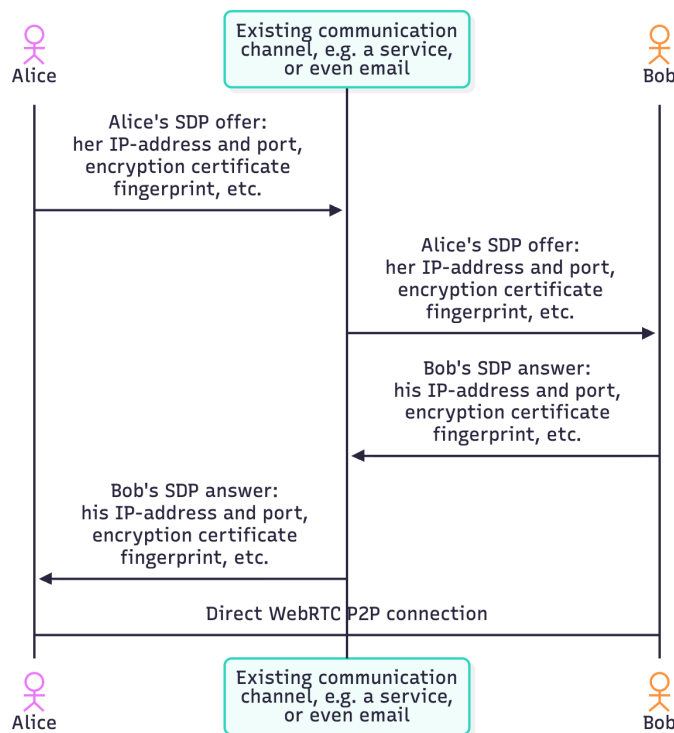 Existing communication
channel, e.g. a service,
or even email
Alice
Bob
Alice's SDP offer:
her IP-address and port,
encryption certificate
fingerprint, etc.
Alice's SDP offer:
her IP-address and port,
encryption certificate
fingerprint, etc.
Bob's SDP answer:
his IP-address and port,
encryption certificate
fingerprint, etc.
Bob's SDP answer:
his IP-address and port,
encryption certificate
fingerprint, etc.
Direct WebRTC P2P connection
Existing communication
channel, e.g. a service,
or even email
Alice
Bob